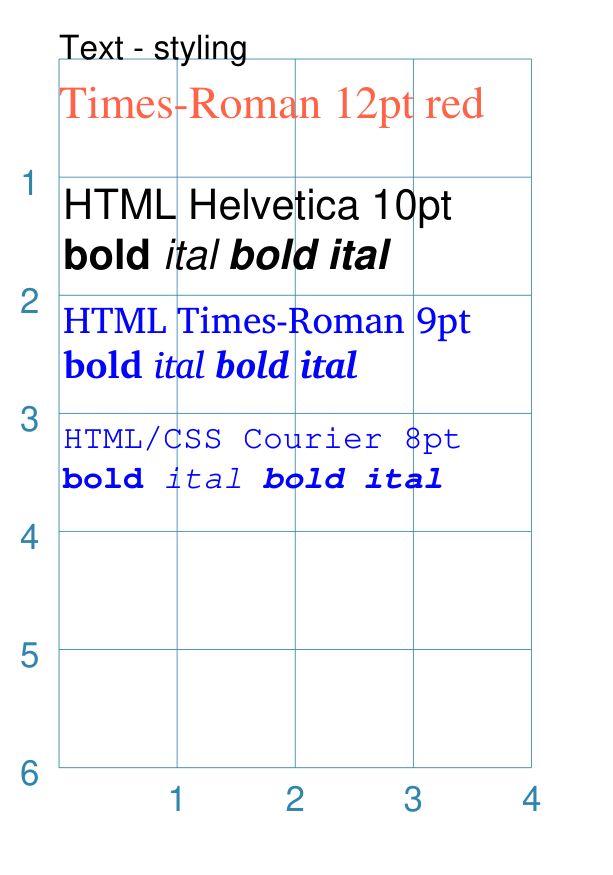 Text - styling
Times-Roman 12pt red
1
HTML Helvetica 10pt
bold ital bold ital
2
HTML Times-Roman 9pt
bold ital bold ital
3
HTML/CSS Courier 8pt
bold ital bold ital
4
5
6
1 2 3 4